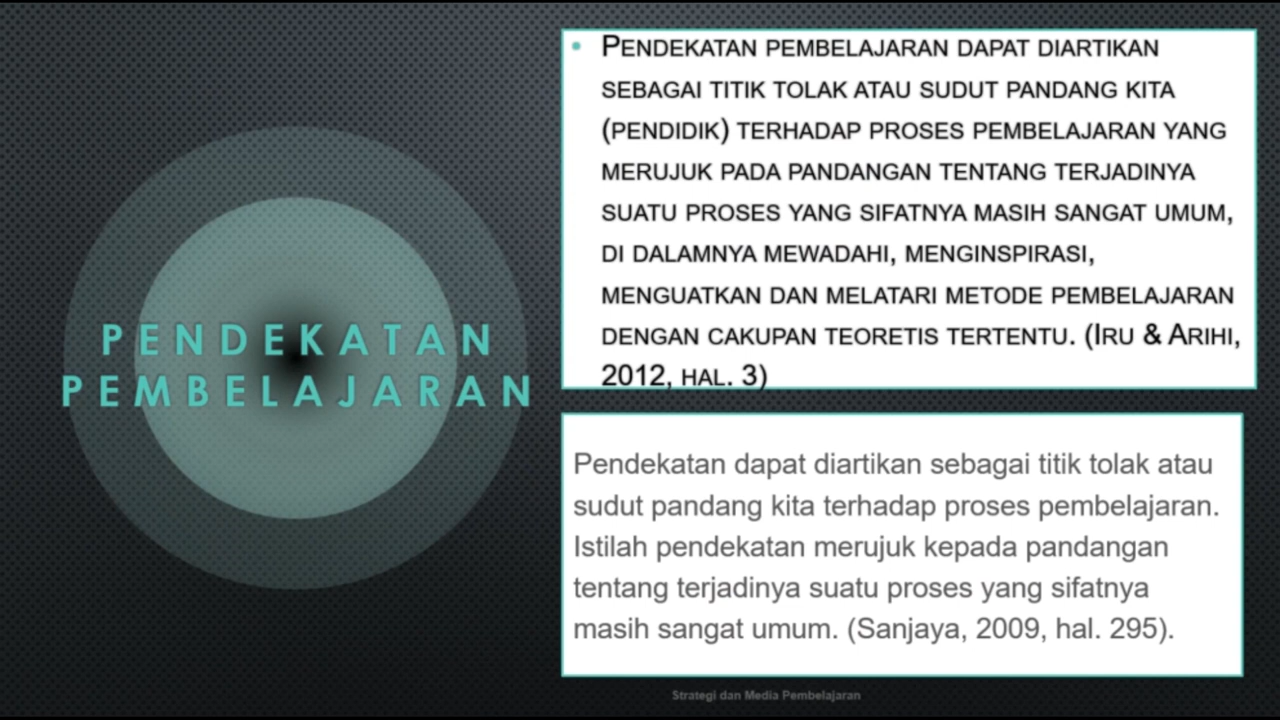 PENDEKATAN
PEMBELAJARAN
• PENDEKATAN PEMBELAJARAN DAPAT DIARTIKAN
SEBAGAI TITIK TOLAK ATAU SUDUT PANDANG KITA
(PENDIDIK) TERHADAP PROSES PEMBELAJARAN YANG
MERUJUK PADA PANDANGAN TENTANG TERJADINYA
SUATU PROSES YANG SIFATNYA MASIH SANGAT UMUM,
DI DALAMNYA MEWADAHI, MENGINSPIRASI,
MENGUATKAN DAN MELATARI METODE PEMBELAJARAN
DENGAN CAKUPAN TEORETIS TERTENTU. (IRU & ARIHI,
2012, HAL. 3)
Pendekatan dapat diartikan sebagai titik tolak atau
sudut pandang kita terhadap proses pembelajaran.
Istilah pendekatan merujuk kepada pandangan
tentang terjadinya suatu proses yang sifatnya
masih sangat umum. (Sanjaya, 2009, hal. 295).
Strategi dan Media Pembelajaran